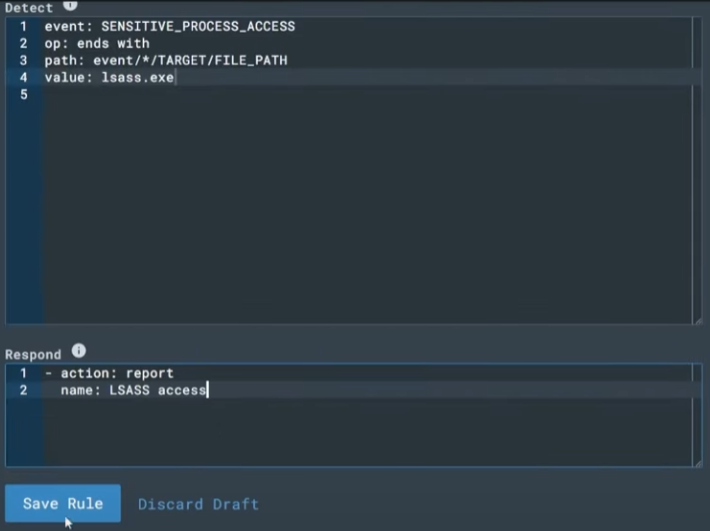 Detect
1 event: SENSITIVE_PROCESS_ACCESS
2 op: ends with
3 path: event/*/TARGET/FILE_PATH
4 value: lsass.exe
5
Respond
1 - action: report
2 name: LSASS access
Save Rule Discard Draft